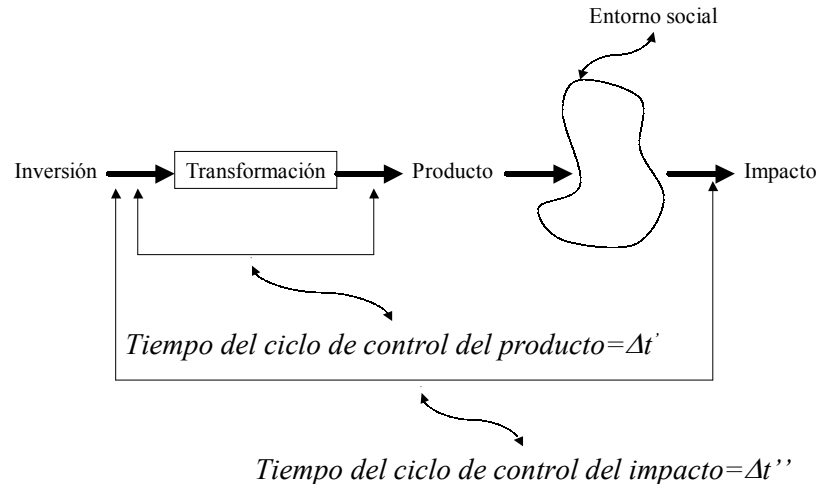 Entorno social
Inversión
Transformación
Producto
Impacto
Tiempo del ciclo de control del producto=Δt’
Tiempo del ciclo de control del impacto=Δt’’